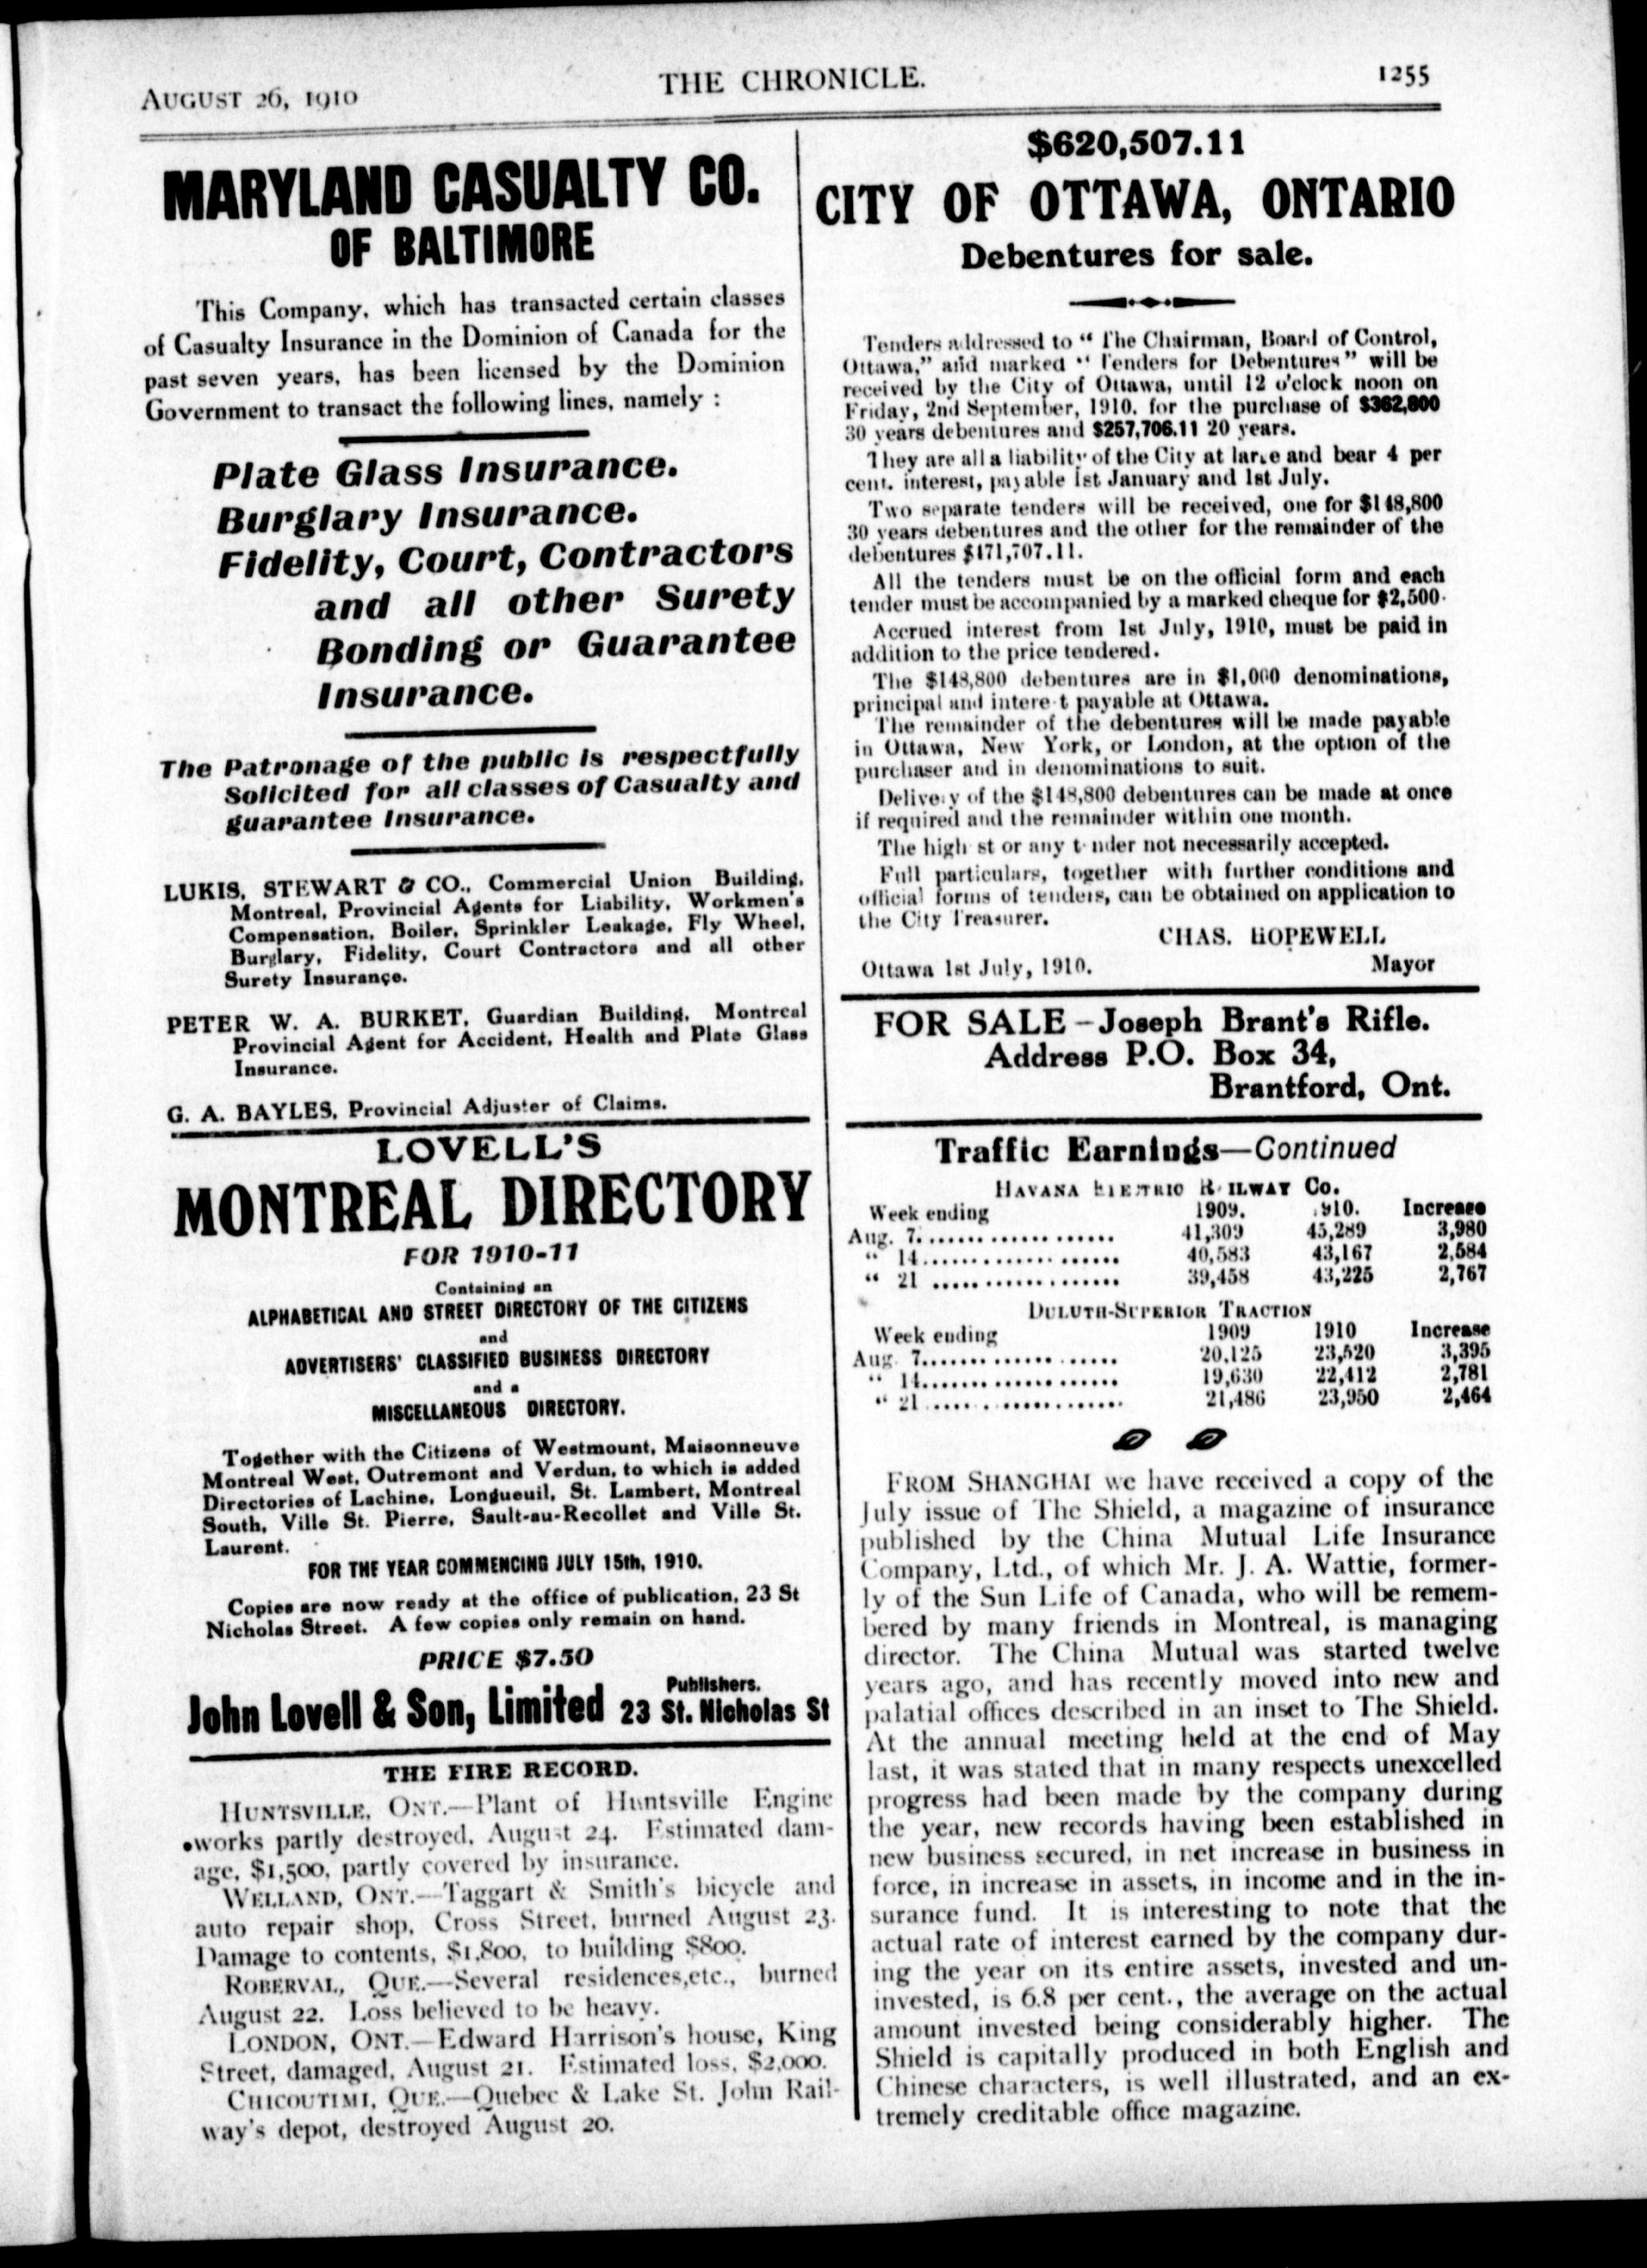 AUGUST 26, 1910
THE CHRONICLE.
1255
MARYLAND CASUALTY CO.
OF BALTIMORE
This Company, which has transacted certain classes
of Casualty Insurance in the Dominion of Canada for the
past seven years, has been licensed by the Dominion
Government to transact the following lines, namely :
Plate Glass Insurance.
Burglary Insurance.
Fidelity, Court, Contractors
and all other Surety
Bonding or Guarantee
Insurance.
The Patronage of the public is respectfully
Solicited for all classes of Casualty and
guarantee Insurance.
LUKIS, STEWART & CO., Commercial Union Building,
Montreal, Provincial Agents for Liability, Workmen's
Compensation, Boiler, Sprinkler Leakage, Fly Wheel,
Burglary, Fidelity, Court Contractors and all other
Surety Insurance.
PETER W. A. BURKET, Guardian Building, Montreal
Provincial Agent for Accident, Health and Plate Glass
Insurance.
G. A. BAYLES, Provincial Adjuster of Claims.
LOVELL'S
MONTREAL DIRECTORY
FOR 1910-11
Containing an
ALPHABETICAL AND STREET DIRECTORY OF THE CITIZENS
and
ADVERTISERS' CLASSIFIED BUSINESS DIRECTORY
and a
MISCELLANEOUS DIRECTORY.
Together with the Citizens of Westmount, Maisonneuve
Montreal West, Outremont and Verdun, to which is added
Directories of Lachine, Longueuil, St. Lambert, Montreal
South, Ville St. Pierre, Sault-au-Recollet and Ville St.
Laurent.
FOR THE YEAR COMMENCING JULY 15th, 1910.
Copies are now ready at the office of publication, 23 St
Nicholas Street. A few copies only remain on hand.
PRICE $7.50
Publishers.
John Lovell & Son, Limited 23 St. Nicholas St
THE FIRE RECORD.
HUNTSVILLE, ONT.—Plant of Huntsville Engine
works partly destroyed, August 24. Estimated dam-
age, $1,500, partly covered by insurance.
WELLAND, ONT.—Taggart & Smith's bicycle and
auto repair shop, Cross Street, burned August 23.
Damage to contents, $1,800, to building $800.
ROBERVAL, QUE.—Several residences,etc., burned
August 22. Loss believed to be heavy.
LONDON, ONT.—Edward Harrison's house, King
Street, damaged, August 21. Estimated loss, $2,000.
CHICOUTIMI, QUE.—Quebec & Lake St. John Rail-
way's depot, destroyed August 20.
$620,507.11
CITY OF OTTAWA, ONTARIO
Debentures for sale.
Tenders addressed to "The Chairman, Board of Control,
Ottawa," and marked "Tenders for Debentures" will be
received by the City of Ottawa, until 12 o'clock noon on
Friday, 2nd September, 1910, for the purchase of $362,800
30 years debentures and $257,706.11 20 years.
They are all a liability of the City at large and bear 4 per
cent. interest, payable 1st January and 1st July.
Two separate tenders will be received, one for $148,800
30 years debentures and the other for the remainder of the
debentures $471,707.11.
All the tenders must be on the official form and each
tender must be accompanied by a marked cheque for $2,500.
Accrued interest from 1st July, 1910, must be paid in
addition to the price tendered.
The $148,800 debentures are in $1,000 denominations,
principal and interest payable at Ottawa.
The remainder of the debentures will be made payable
in Ottawa, New York, or London, at the option of the
purchaser and in denominations to suit.
Delivery of the $148,800 debentures can be made at once
if required and the remainder within one month.
The highest or any tender not necessarily accepted.
Full particulars, together with further conditions and
official forms of tenders, can be obtained on application to
the City Treasurer.
CHAS. HOPEWELL
Ottawa 1st July, 1910. Mayor
FOR SALE—Joseph Brant's Rifle.
Address P.O. Box 34,
Brantford, Ont.
Traffic Earnings—Continued
HAVANA ELECTRIC RAILWAY CO.
Week ending 1909. 1910. Increase
Aug. 7.................. 41,309 45,289 3,980
" 14.................. 40,583 43,167 2,584
" 21 .................. 39,458 43,225 2,767
DULUTH-SUPERIOR TRACTION
Week ending 1909 1910 Increase
Aug. 7.................. 20,125 23,520 3,395
" 14.................. 19,630 22,412 2,781
" 21.................. 21,486 23,950 2,464
FROM SHANGHAI we have received a copy of the
July issue of The Shield, a magazine of insurance
published by the China Mutual Life Insurance
Company, Ltd., of which Mr. J. A. Wattie, former-
ly of the Sun Life of Canada, who will be remem-
bered by many friends in Montreal, is managing
director. The China Mutual was started twelve
years ago, and has recently moved into new and
palatial offices described in an inset to The Shield.
At the annual meeting held at the end of May
last, it was stated that in many respects unexcelled
progress had been made by the company during
the year, new records having been established in
new business secured, in net increase in business in
force, in increase in assets, in income and in the in-
surance fund. It is interesting to note that the
actual rate of interest earned by the company dur-
ing the year on its entire assets, invested and un-
invested, is 6.8 per cent., the average on the actual
amount invested being considerably higher. The
Shield is capitally produced in both English and
Chinese characters, is well illustrated, and an ex-
tremely creditable office magazine.